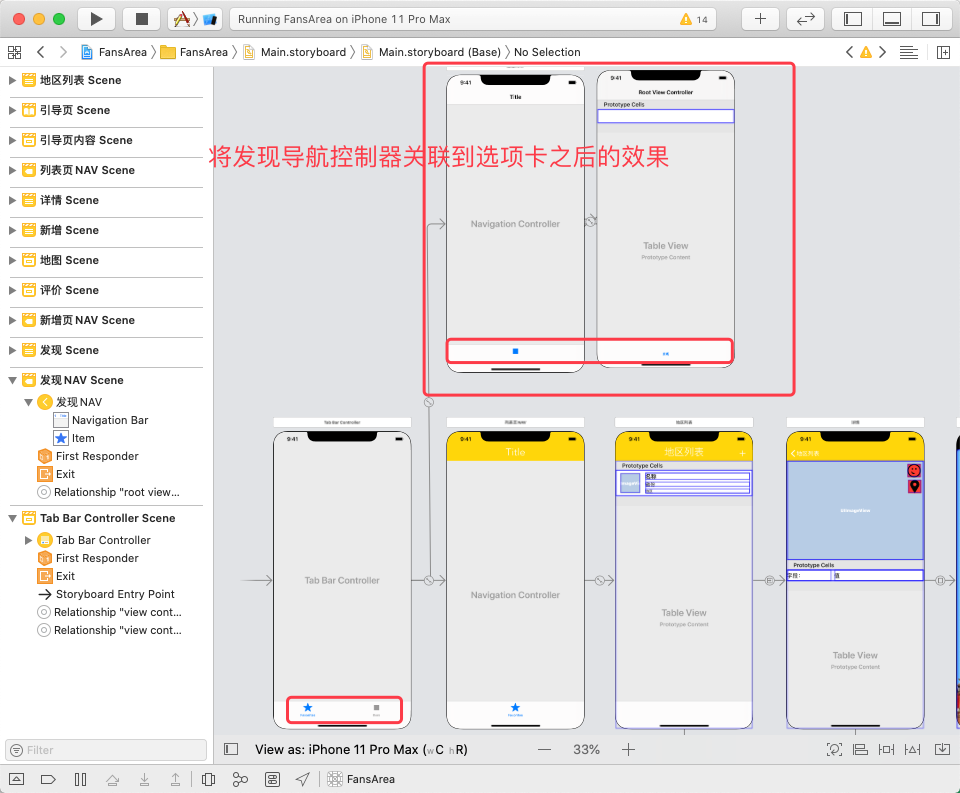 Running FansArea on iPhone 11 Pro Max
14
FansArea
FansArea
Main.storyboard
Main.storyboard (Base)
No Selection
地区列表 Scene
引导页 Scene
引导页内容 Scene
列表页 NAV Scene
详情 Scene
新增 Scene
地图 Scene
评价 Scene
新增页 NAV Scene
发现 Scene
发现 NAV Scene
发现 NAV
Navigation Bar
Item
First Responder
Exit
Relationship "root view...
Tab Bar Controller Scene
Tab Bar Controller
First Responder
Exit
Storyboard Entry Point
Relationship "view cont...
Relationship "view cont...
Filter
9:41
Title
Navigation Controller
9:41
Root View Controller
Prototype Cells
Table View
Prototype Content
将发现导航控制器关联到选项卡之后的效果
Tab Bar Controller
9:41
Tab Bar Controller
9:41
Title
Navigation Controller
地区列表
9:41
地区列表
+
Prototype Cells
名称
Table View
Prototype Content
详情
9:41
地区列表
UIImageView
Prototype Cells
字段:
值
Table View
Prototype Content
View as: iPhone 11 Pro Max (wC hR)
33%
FansArea